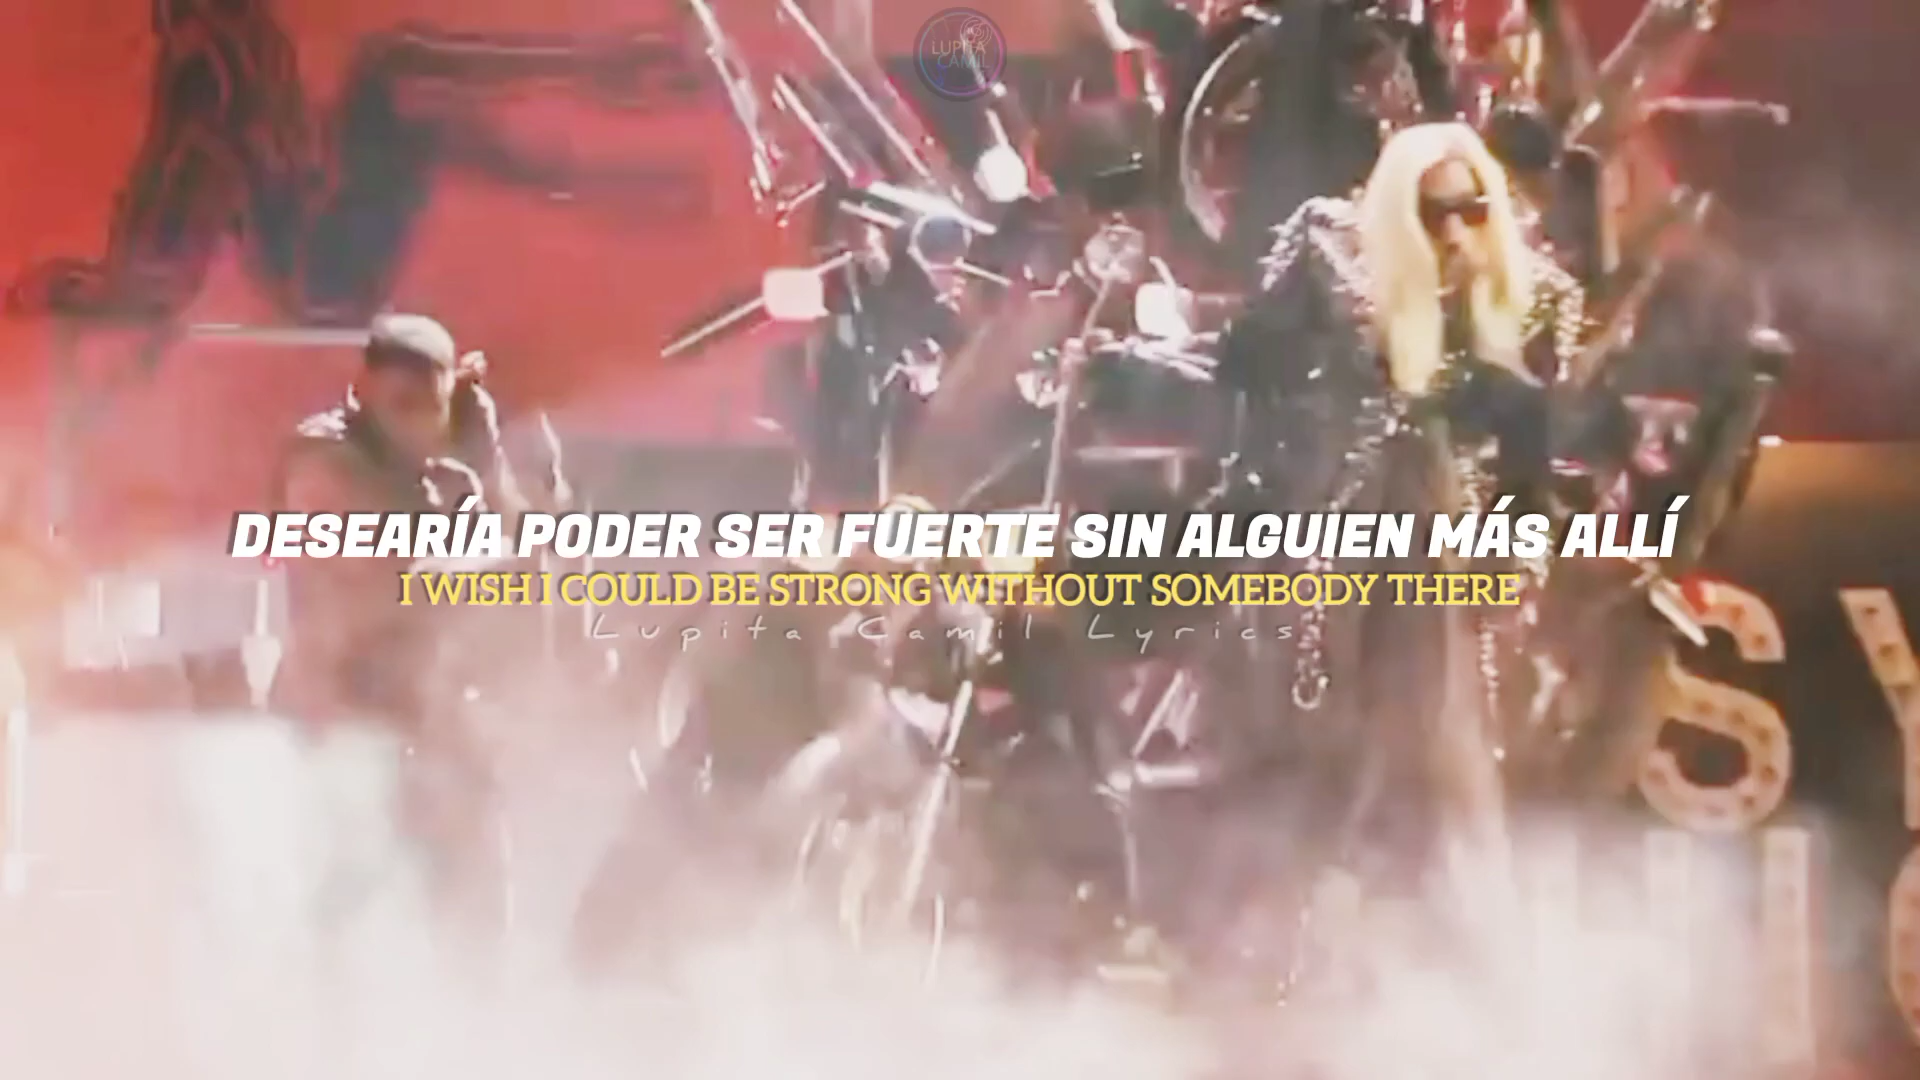 LUPITA
CAMIL
DESEARÍA PODER SER FUERTE SIN ALGUIEN MÁS ALLÍ
I WISH I COULD BE STRONG WITHOUT SOMEBODY THERE
Lupita Camil Lyrics
SY